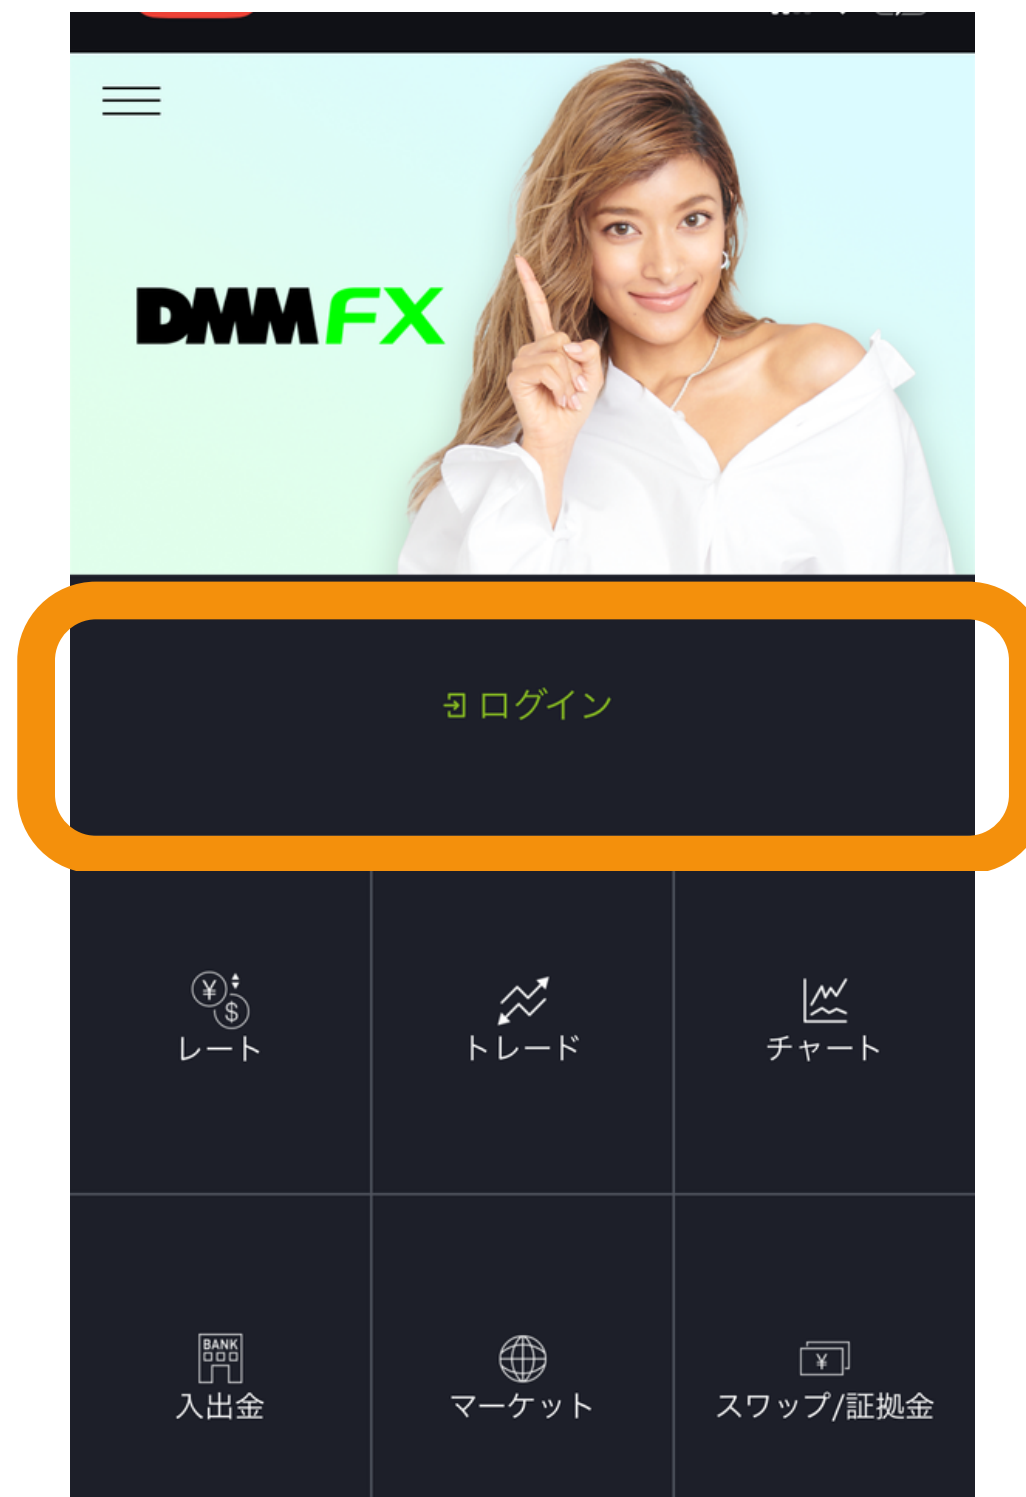 DMM FX
ログイン
レート
トレード
チャート
BANK
入出金
マーケット
スワップ/証拠金